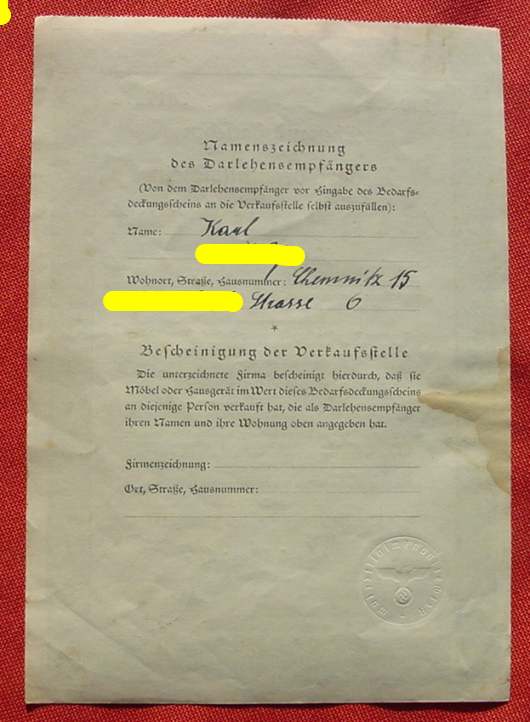 Namenszeichnung
des Darlehensempfängers
(Von dem Darlehensempfänger vor Hingabe des Bedarfs-
deckungsscheins an die Verkaufsstelle selbst auszufüllen):
Name: Karl
Wohnort, Straße, Hausnummer: Chemnitz 15
Strasse 6
*
Bescheinigung der Verkaufsstelle
Die unterzeichnete Firma bescheinigt hierdurch, daß sie
Möbel oder Hausgerät im Wert dieses Bedarfsdeckungsscheins
an diejenige Person verkauft hat, die als Darlehensempfänger
ihren Namen und ihre Wohnung oben angegeben hat.
Firmenzeichnung:
Ort, Straße, Hausnummer: